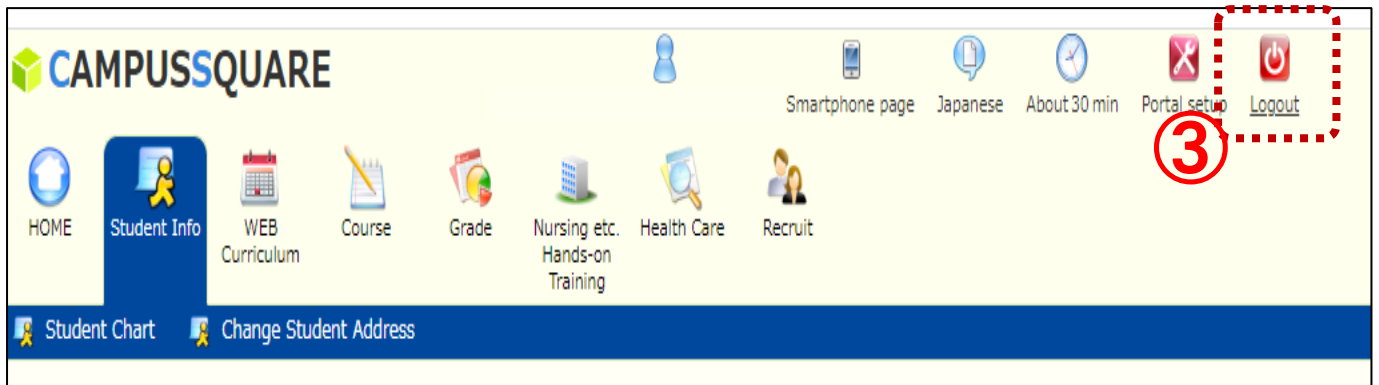 CAMPUSSQUARE
Smartphone page
Japanese
About 30 min
Portal setup
Logout
③
HOME
Student Info
WEB
Curriculum
Course
Grade
Nursing etc.
Hands-on
Training
Health Care
Recruit
Student Chart
Change Student Address